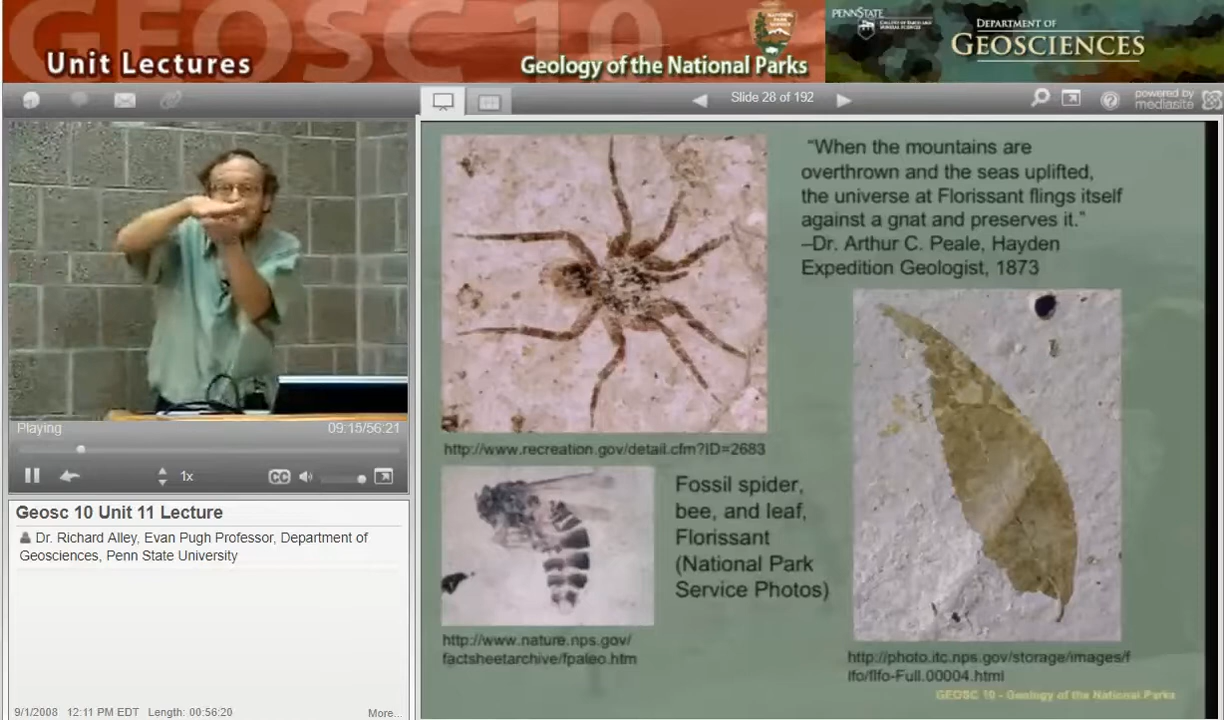 GEOSC 10
Unit Lectures
Geology of the National Parks
NATIONAL
PARK
SERVICE
PENNSTATE
DEPARTMENT OF
GEOSCIENCES
Slide 28 of 192
powered by
mediasite
"When the mountains are
overthrown and the seas uplifted,
the universe at Florissant flings itself
against a gnat and preserves it."
–Dr. Arthur C. Peale, Hayden
Expedition Geologist, 1873
Playing
09:15/56:21
1x
CC
http://www.recreation.gov/detail.cfm?ID=2683
Fossil spider,
bee, and leaf,
Florissant
(National Park
Service Photos)
http://www.nature.nps.gov/
factsheetarchive/fpaleo.htm
http://photo.itc.nps.gov/storage/images/f
lfo/flfo-Full.00004.html
GEOSC 10 - Geology of the National Parks
Geosc 10 Unit 11 Lecture
Dr. Richard Alley, Evan Pugh Professor, Department of
Geosciences, Penn State University
9/1/2008 12:11 PM EDT Length: 00:56:20
More...